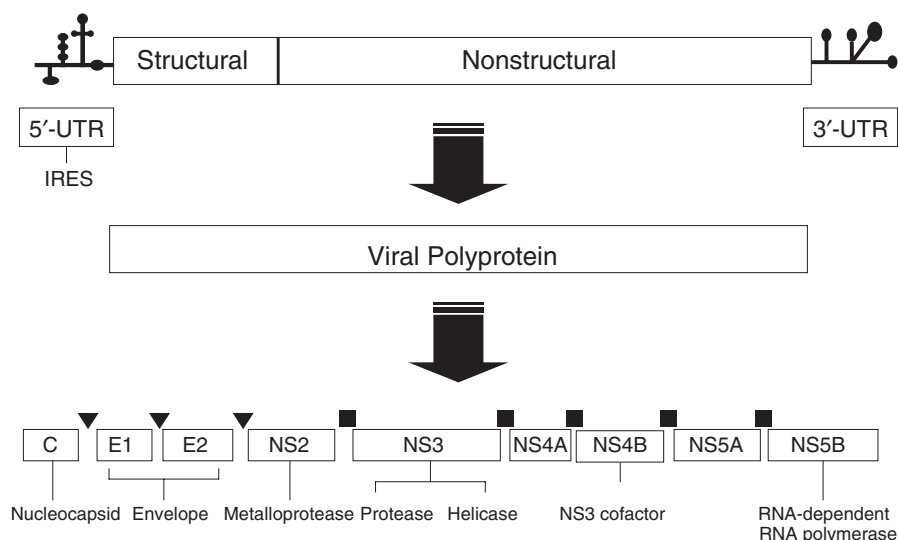 Structural Nonstructural
5′-UTR 3′-UTR
IRES
Viral Polyprotein
C E1 E2 NS2 NS3 NS4A NS4B NS5A NS5B
Nucleocapsid Envelope Metalloprotease Protease Helicase NS3 cofactor RNA-dependent
RNA polymerase